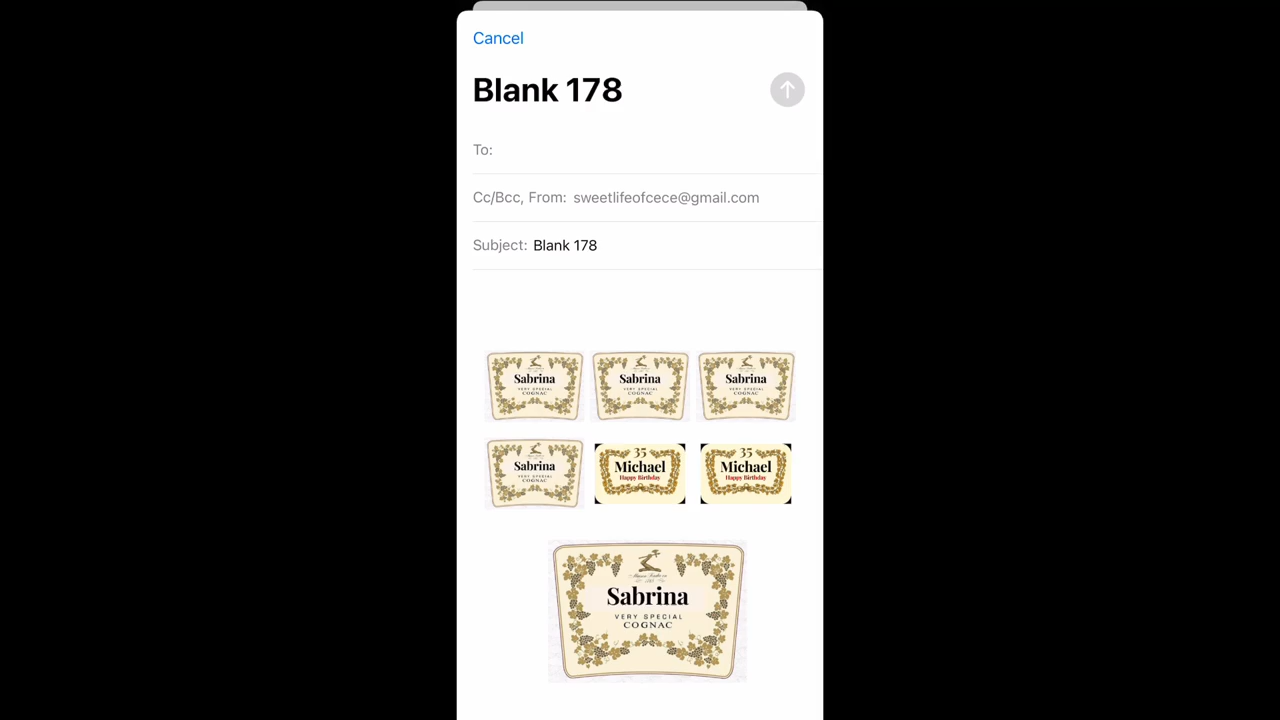 Cancel
Blank 178
To:
Cc/Bcc, From: sweetlifeofcece@gmail.com
Subject: Blank 178
Sabrina
VERY SPECIAL
COGNAC
Sabrina
VERY SPECIAL
COGNAC
Sabrina
VERY SPECIAL
COGNAC
Sabrina
VERY SPECIAL
COGNAC
35
Michael
Happy Birthday
35
Michael
Happy Birthday
Sabrina
VERY SPECIAL
COGNAC